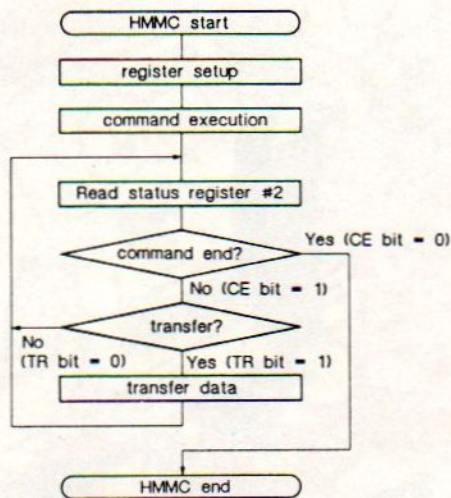 HMMC start
register setup
command execution
Read status register #2
command end?
Yes (CE bit = 0)
No (CE bit = 1)
transfer?
No
(TR bit = 0)
Yes (TR bit = 1)
transfer data
HMMC end